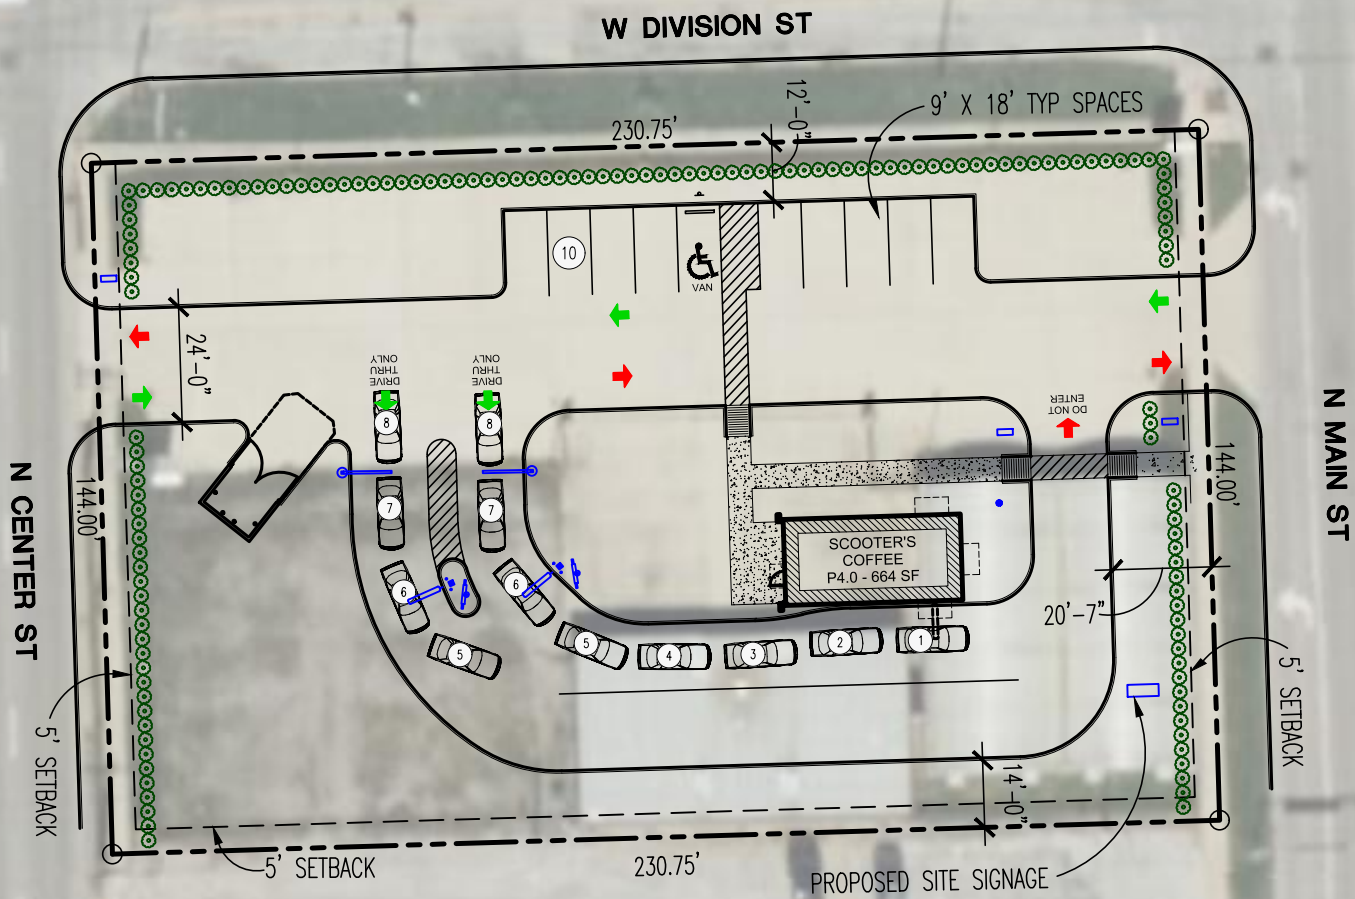 W DIVISION ST
12'-0"
9' X 18' TYP SPACES
230.75'
10
VAN
24'-0"
DRIVE
THRU
ONLY
DRIVE
THRU
ONLY
DO NOT
ENTER
8
8
N MAIN ST
N CENTER ST
144.00'
144.00'
7
7
SCOOTER'S
COFFEE
P4.0 - 664 SF
6
6
20'-7"
5
5
4
3
2
1
5' SETBACK
5' SETBACK
14'-0"
5' SETBACK
230.75'
PROPOSED SITE SIGNAGE